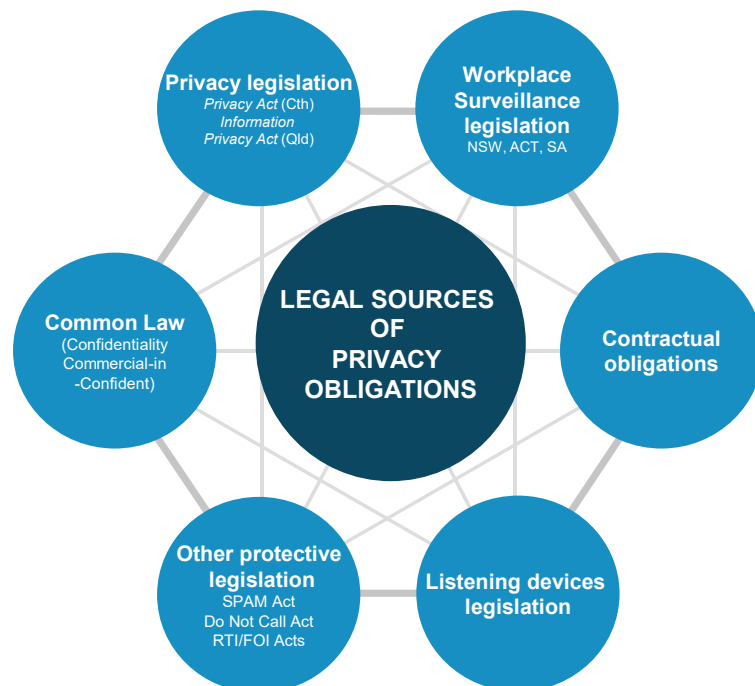 Privacy legislation
Privacy Act (Cth)
Information
Privacy Act (Qld)
Workplace
Surveillance
legislation
NSW, ACT, SA
LEGAL SOURCES
OF
PRIVACY
OBLIGATIONS
Common Law
(Confidentiality
Commercial-in
-Confident)
Contractual
obligations
Other protective
legislation
SPAM Act
Do Not Call Act
RTI/FOI Acts
Listening devices
legislation